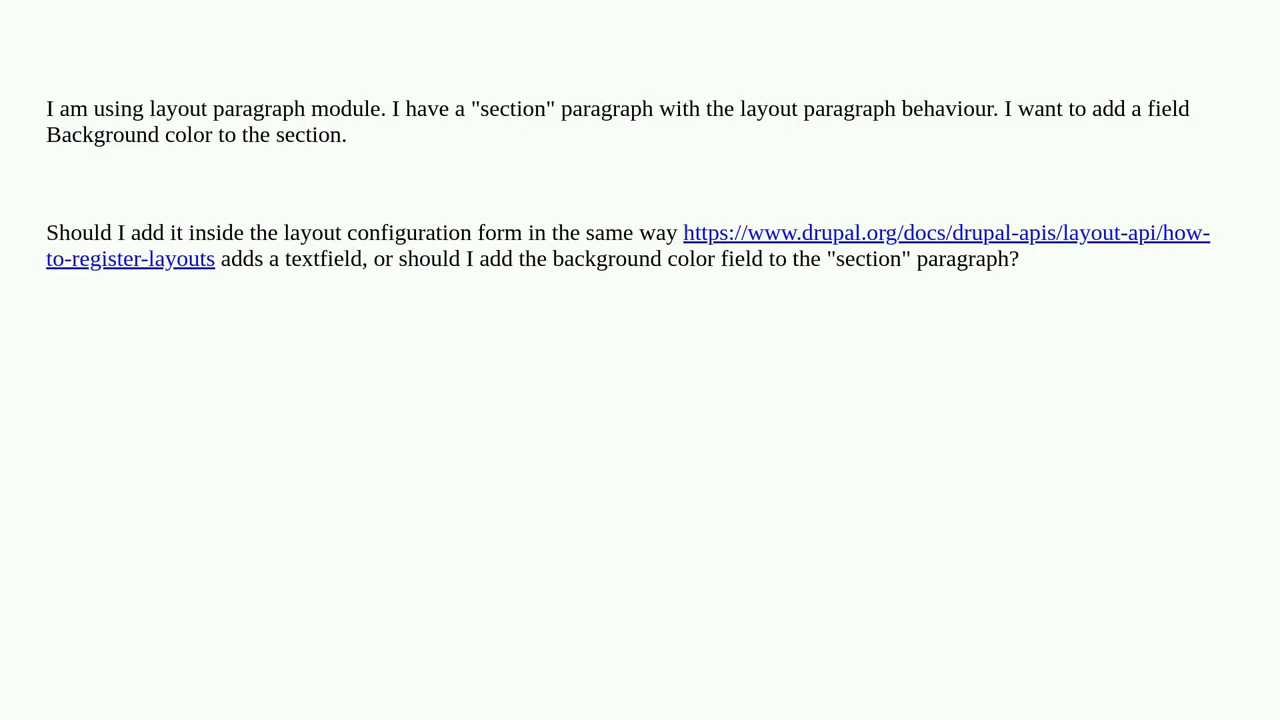 I am using layout paragraph module. I have a "section" paragraph with the layout paragraph behaviour. I want to add a field
Background color to the section.
Should I add it inside the layout configuration form in the same way https://www.drupal.org/docs/drupal-apis/layout-api/how-
to-register-layouts adds a textfield, or should I add the background color field to the "section" paragraph?